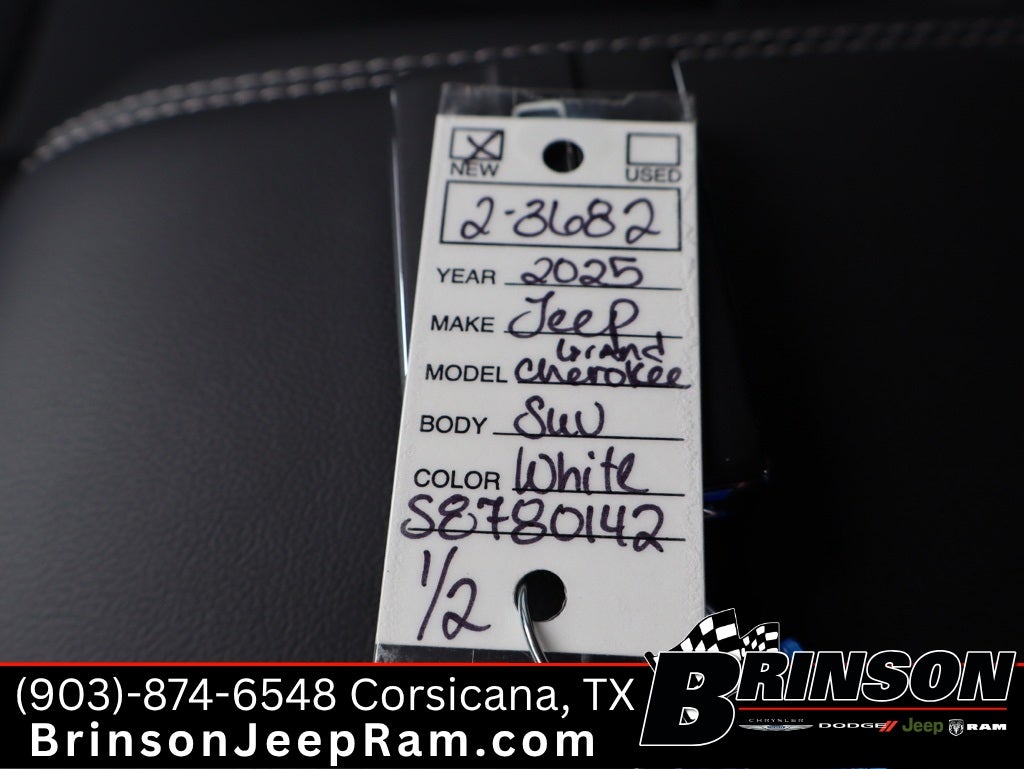 X
NEW USED
2-3682
YEAR 2025
MAKE Jeep
Grand
MODEL Cherokee
BODY SUV
COLOR White
S8780142
1/2
(903)-874-6548 Corsicana, TX
BrinsonJeepRam.com
BRINSON
CHRYSLER DODGE// Jeep RAM